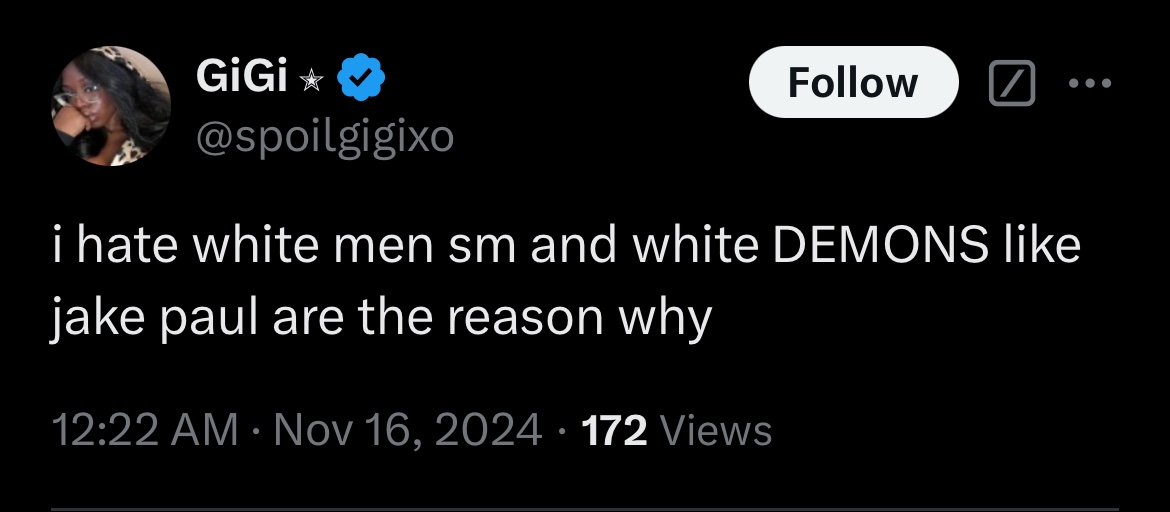 GiGi ✯
Follow
@spoilgigixo
i hate white men sm and white DEMONS like
jake paul are the reason why
12:22 AM · Nov 16, 2024 · 172 Views